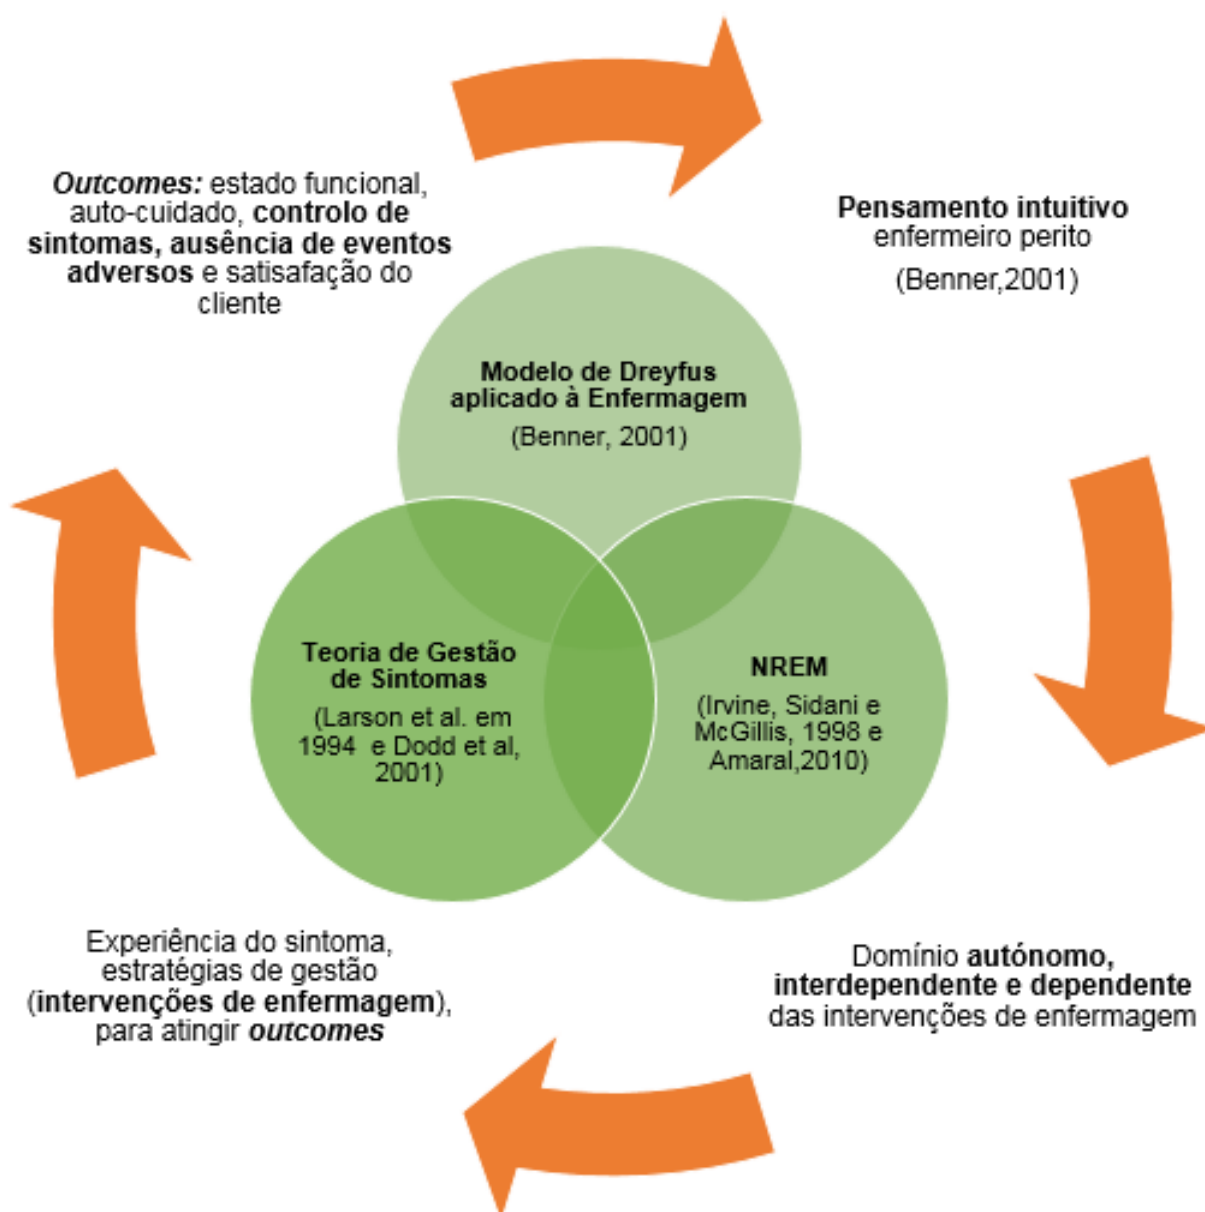 Outcomes: estado funcional,
auto-cuidado, controlo de
sintomas, ausência de eventos
adversos e satisafação do
cliente
Pensamento intuitivo
enfermeiro perito
(Benner,2001)
Modelo de Dreyfus
aplicado à Enfermagem
(Benner, 2001)
Teoria de Gestão
de Sintomas
(Larson et al. em
1994 e Dodd et al,
2001)
NREM
(Irvine, Sidani e
McGillis, 1998 e
Amaral,2010)
Experiência do sintoma,
estratégias de gestão
(intervenções de enfermagem),
para atingir outcomes
Domínio autónomo,
interdependente e dependente
das intervenções de enfermagem